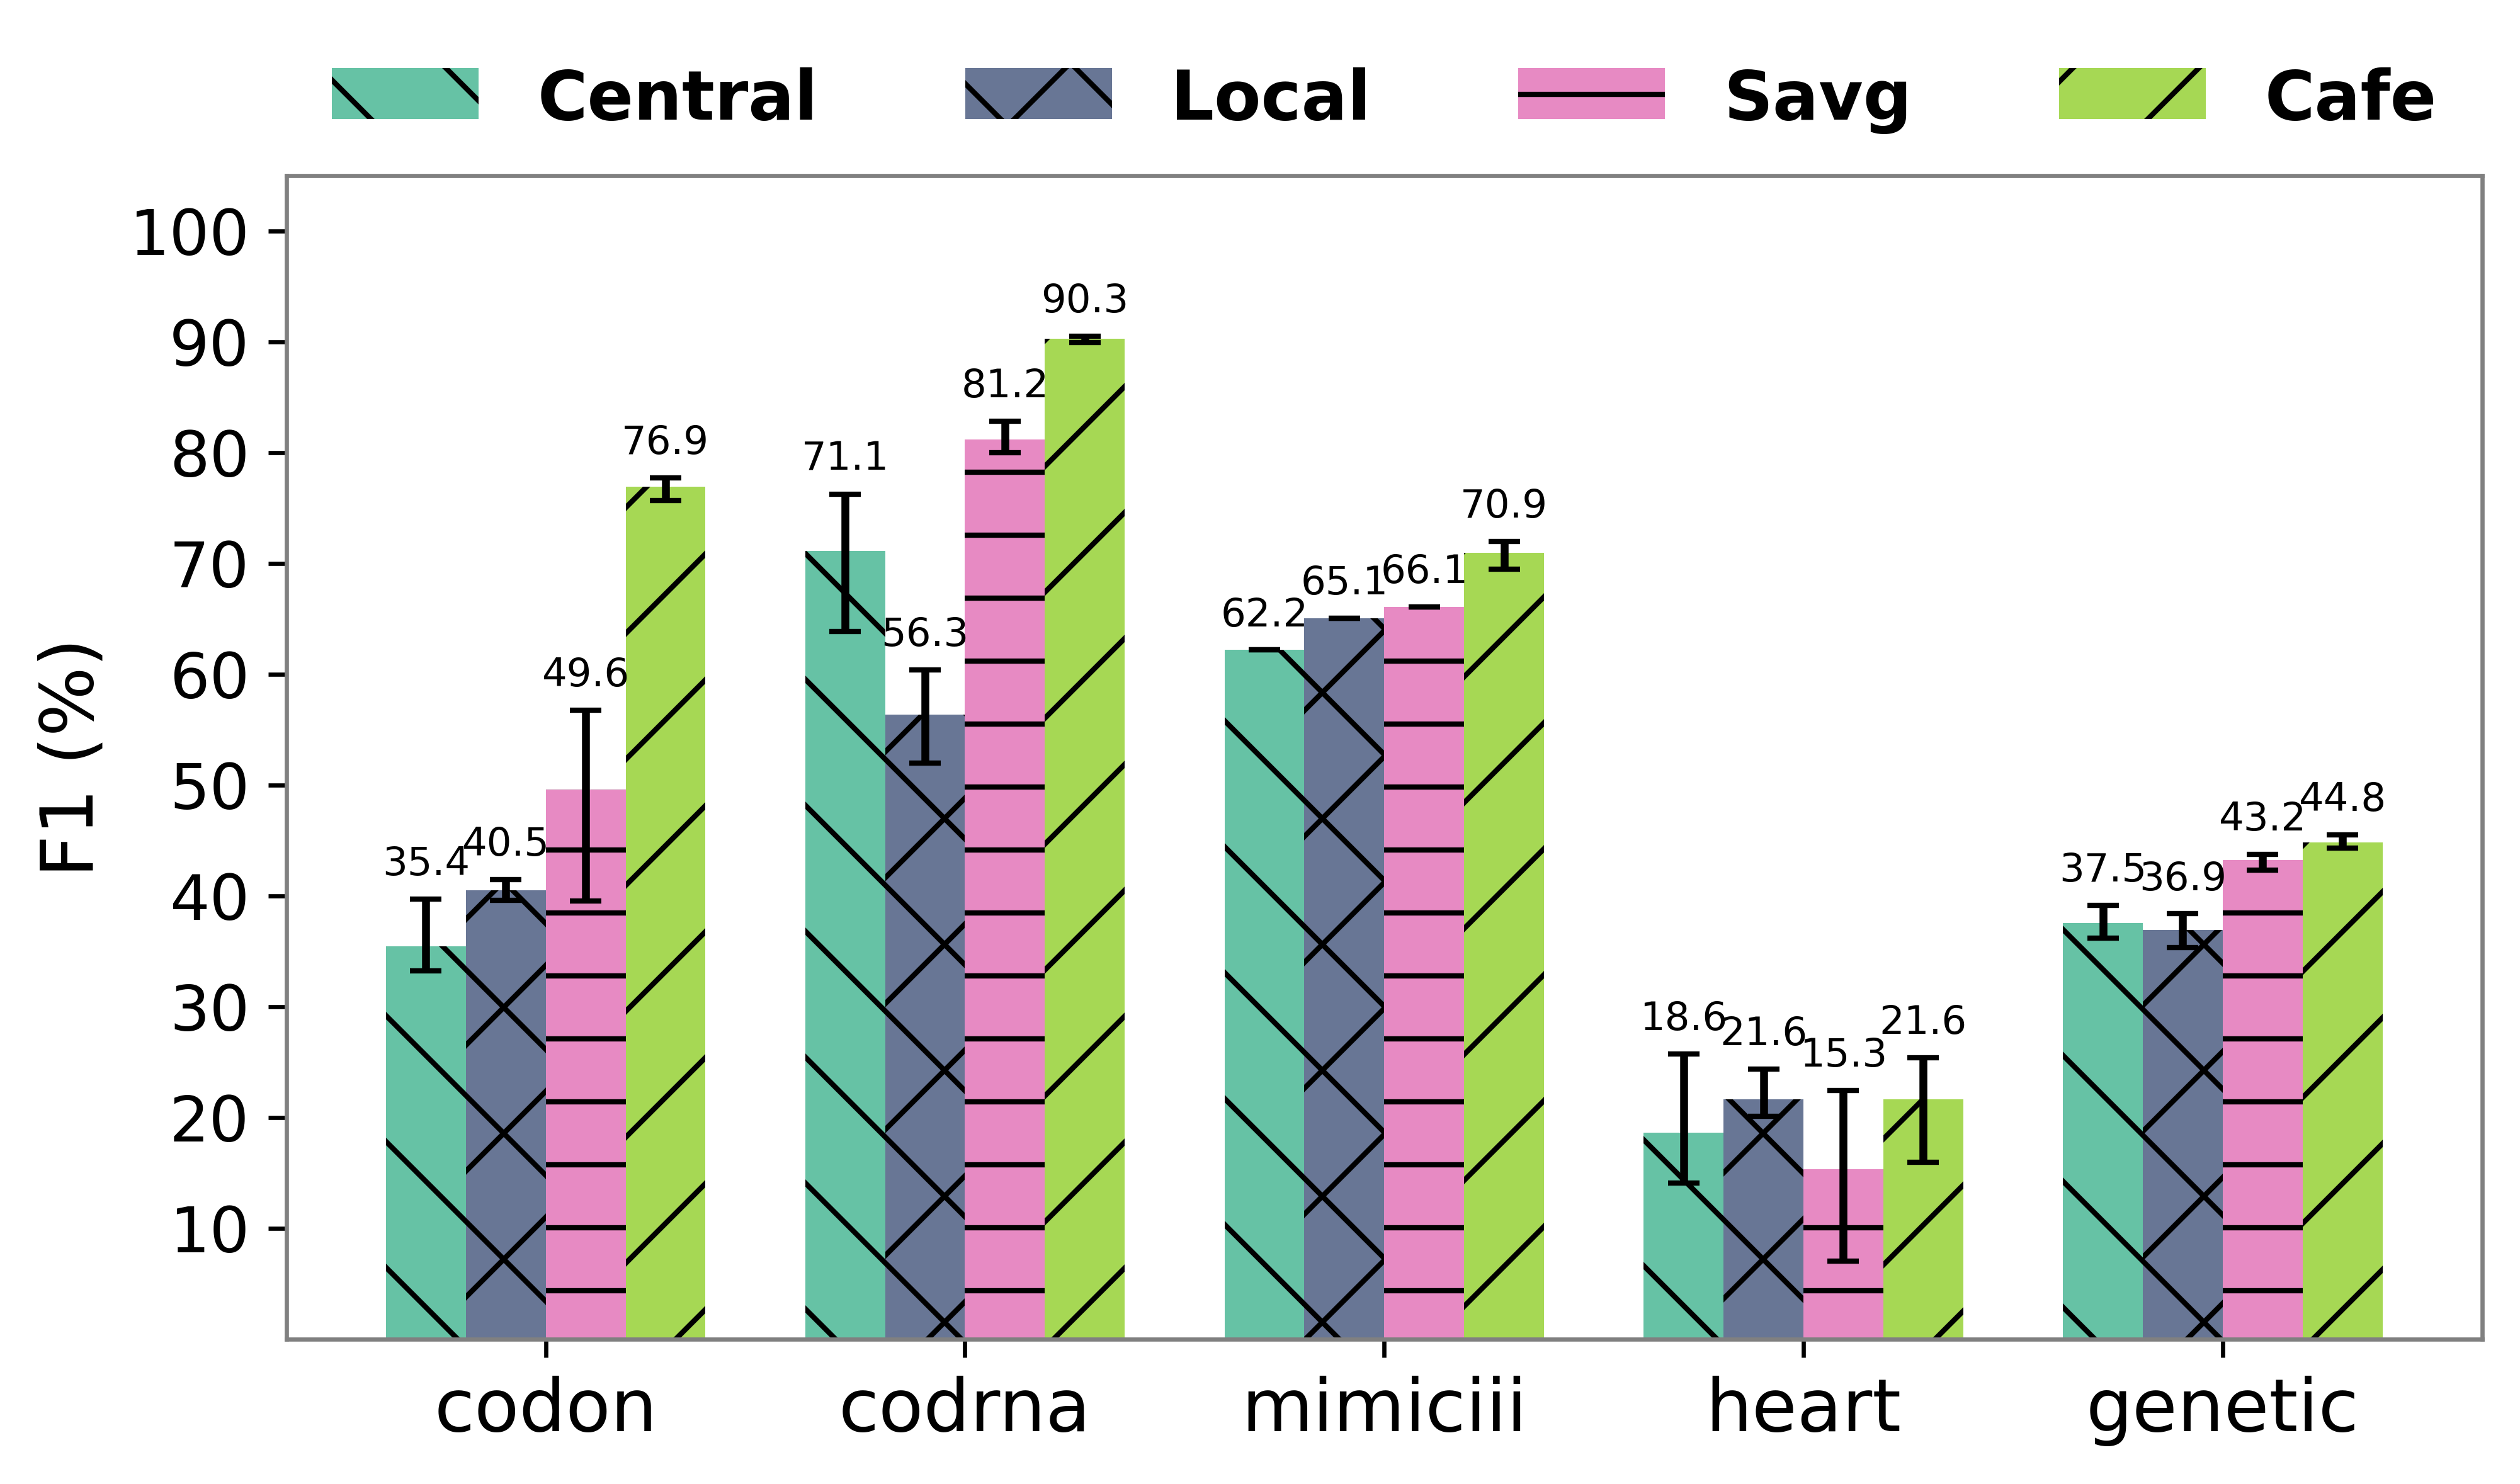 Central Local Savg Cafe
F1 (%)
100
90
80
70
60
50
40
30
20
10
35.4 40.5 49.6 76.9
71.1 56.3 81.2 90.3
62.2 65.1 66.1 70.9
18.6 21.6 15.3 21.6
37.5 36.9 43.2 44.8
codon codrna mimiciii heart genetic